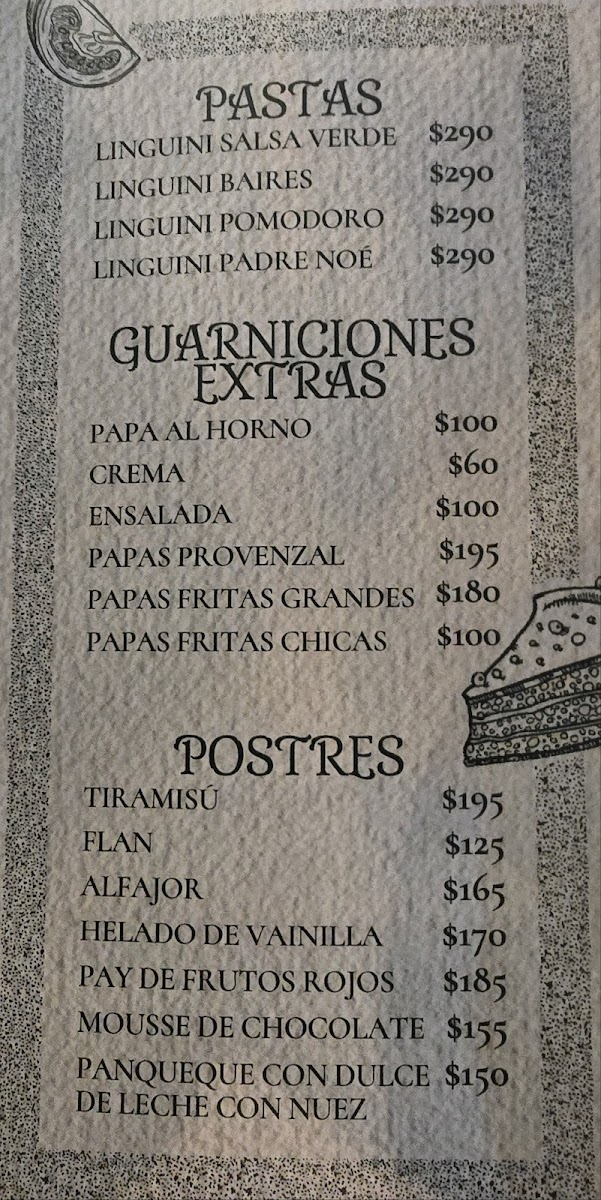 PASTAS
LINGUINI SALSA VERDE $290
LINGUINI BAIRES $290
LINGUINI POMODORO $290
LINGUINI PADRE NOÉ $290
GUARNICIONES
EXTRAS
PAPA AL HORNO $100
CREMA $60
ENSALADA $100
PAPAS PROVENZAL $195
PAPAS FRITAS GRANDES $180
PAPAS FRITAS CHICAS $100
POSTRES
TIRAMISÚ $195
FLAN $125
ALFAJOR $165
HELADO DE VAINILLA $170
PAY DE FRUTOS ROJOS $185
MOUSSE DE CHOCOLATE $155
PANQUEQUE CON DULCE $150
DE LECHE CON NUEZ